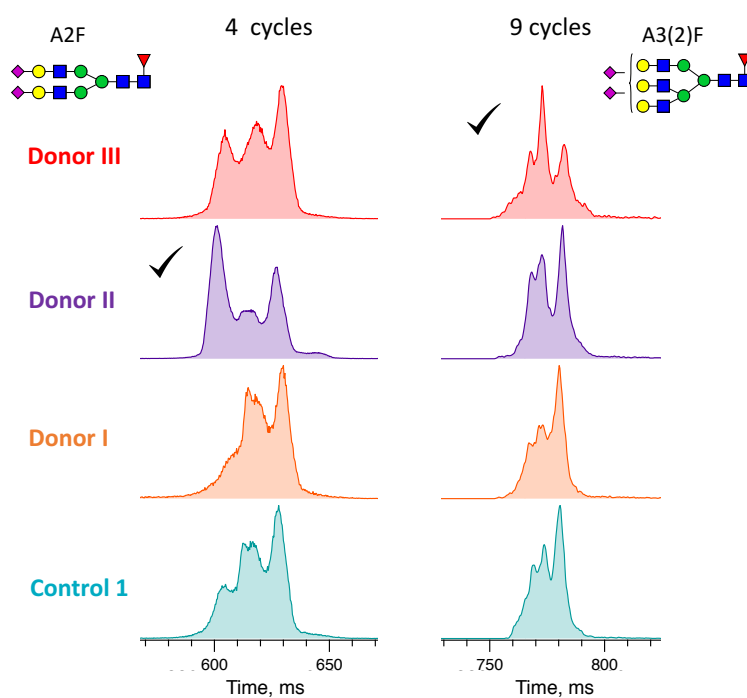 A2F
4 cycles
9 cycles
A3(2)F
Donor III
Donor II
Donor I
Control 1
600
650
750
800
Time, ms
Time, ms